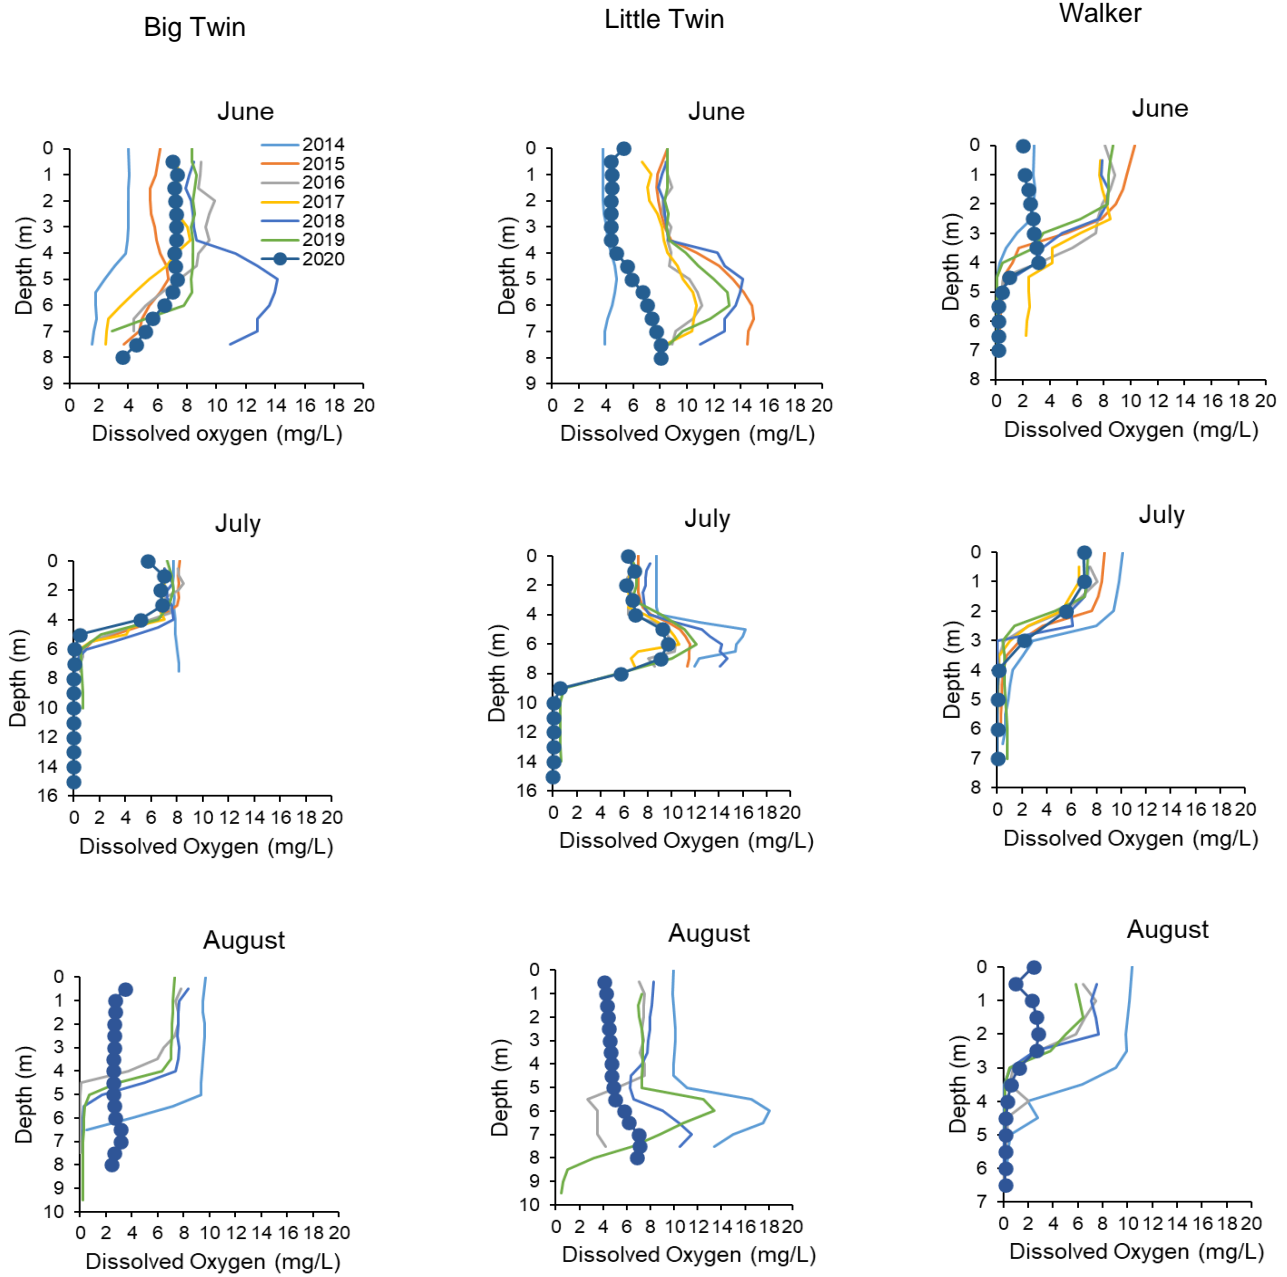 Big Twin
Little Twin
Walker
June
0
1
2
3
4
5
6
7
8
9
Depth (m)
0 2 4 6 8 10 12 14 16 18 20
Dissolved oxygen (mg/L)
2014
2015
2016
2017
2018
2019
2020
June
0
1
2
3
4
5
6
7
8
9
Depth (m)
0 2 4 6 8 10 12 14 16 18 20
Dissolved Oxygen (mg/L)
June
0
1
2
3
4
5
6
7
8
Depth (m)
0 2 4 6 8 10 12 14 16 18 20
Dissolved Oxygen (mg/L)
July
0
2
4
6
8
10
12
14
16
Depth (m)
0 2 4 6 8 10 12 14 16 18 20
Dissolved Oxygen (mg/L)
July
0
2
4
6
8
10
12
14
16
Depth (m)
0 2 4 6 8 10 12 14 16 18 20
Dissolved Oxygen (mg/L)
July
0
1
2
3
4
5
6
7
8
Depth (m)
0 2 4 6 8 10 12 14 16 18 20
Dissolved Oxygen (mg/L)
August
0
1
2
3
4
5
6
7
8
9
10
Depth (m)
0 2 4 6 8 10 12 14 16 18 20
Dissolved Oxygen (mg/L)
August
0
1
2
3
4
5
6
7
8
9
10
Depth (m)
0 2 4 6 8 10 12 14 16 18 20
Dissolved Oxygen (mg/L)
August
0
1
2
3
4
5
6
7
Depth (m)
0 2 4 6 8 10 12 14 16 18 20
Dissolved Oxygen (mg/L)